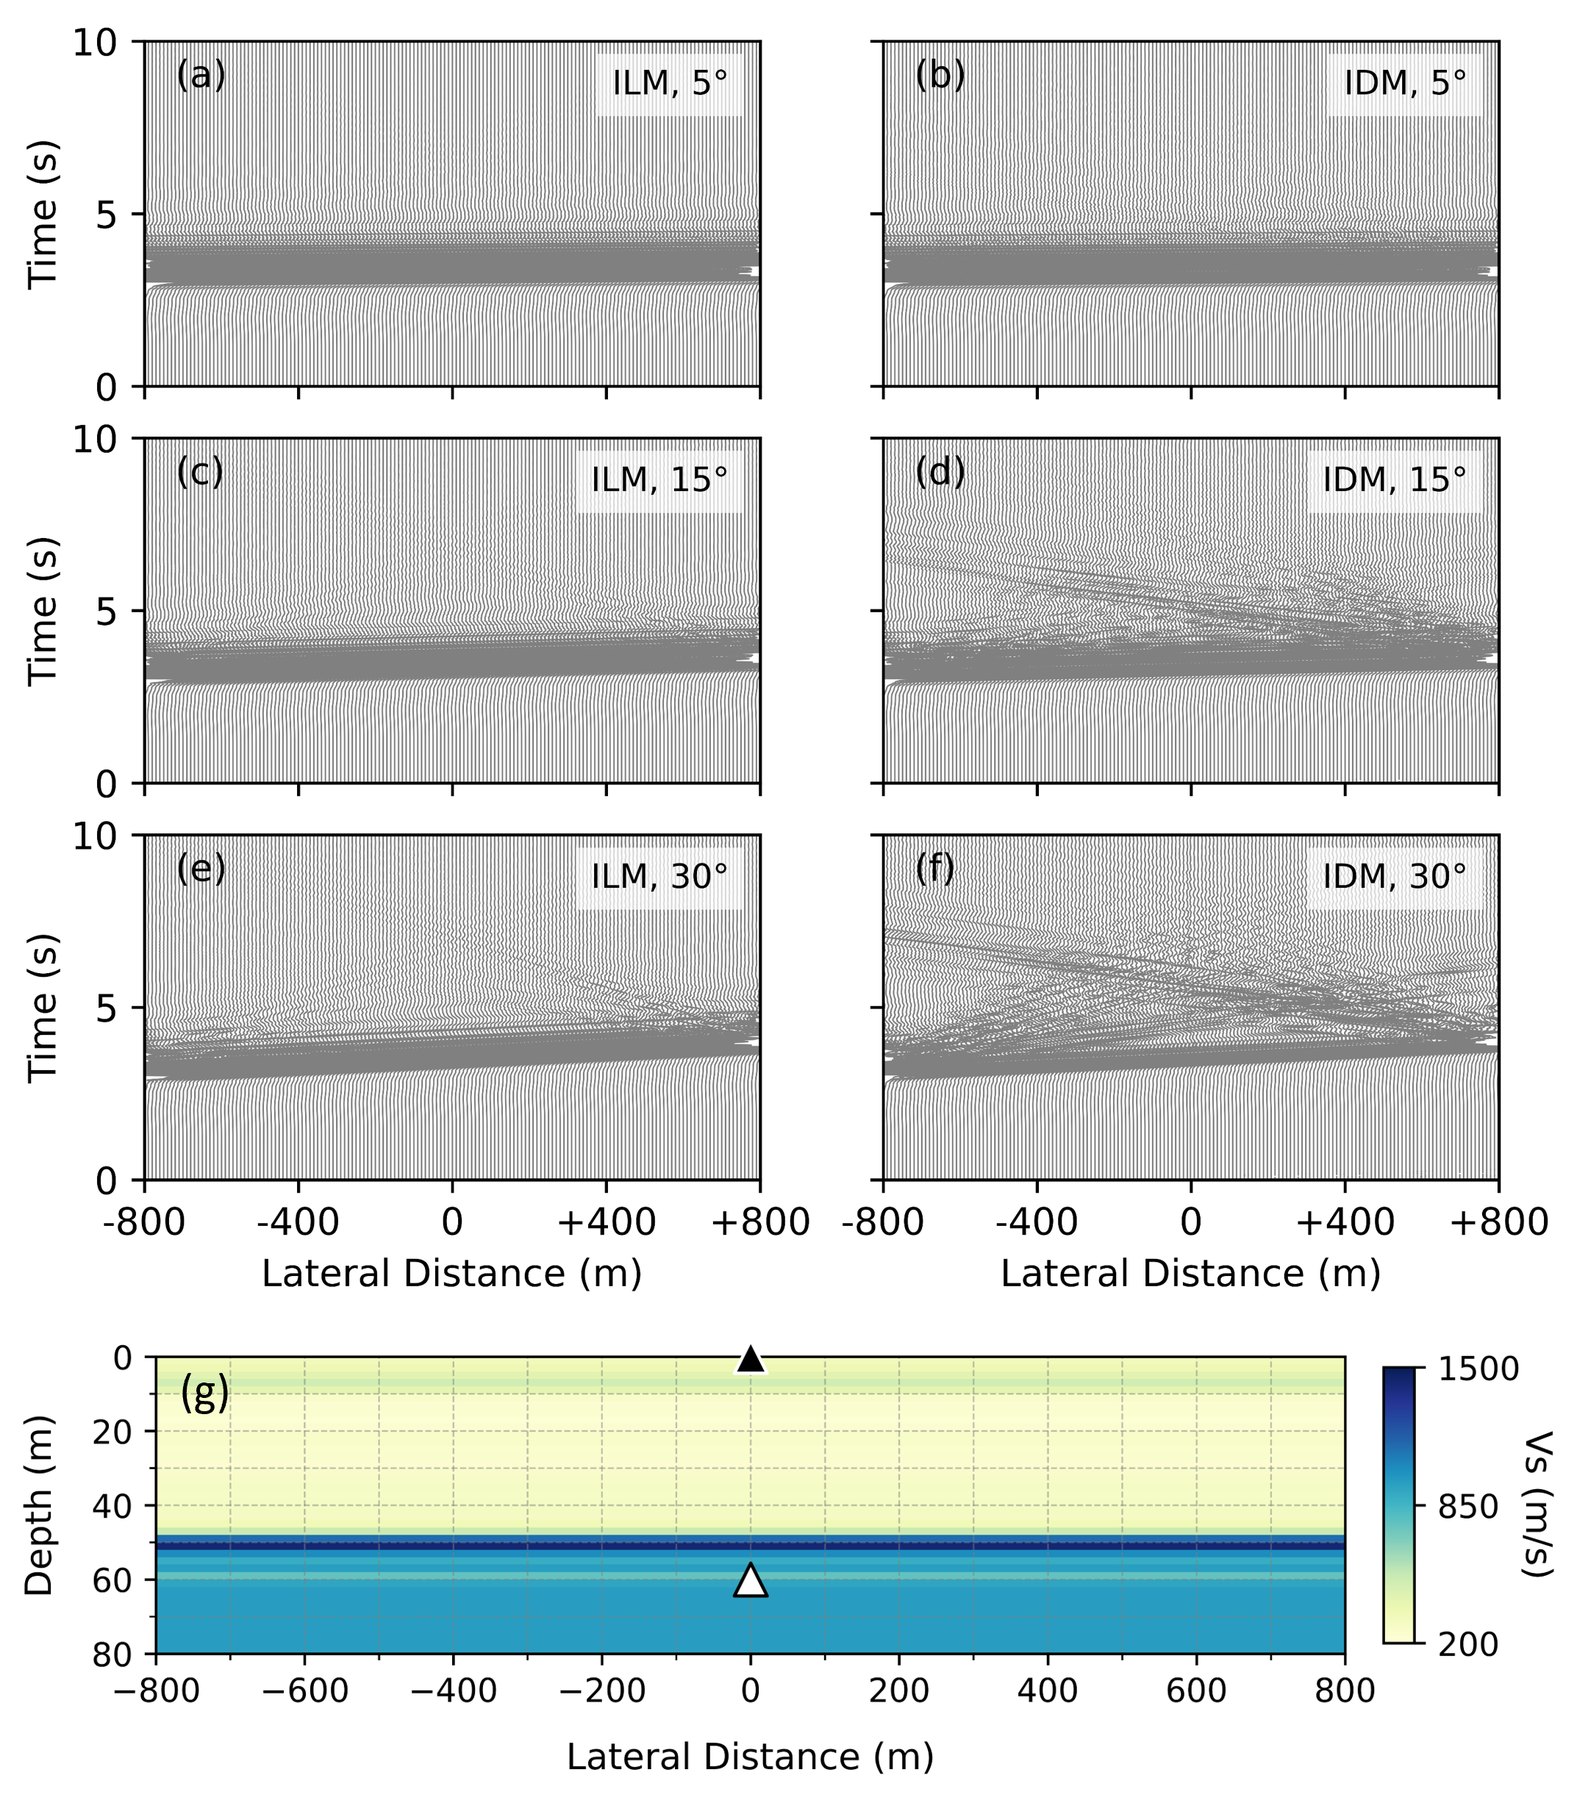 10
(a)
ILM, 5°
Time (s)
5
0
(b)
IDM, 5°
10
(c)
ILM, 15°
Time (s)
5
0
(d)
IDM, 15°
10
(e)
ILM, 30°
Time (s)
5
0
(f)
IDM, 30°
-800 -400 0 +400 +800
-800 -400 0 +400 +800
Lateral Distance (m)
Lateral Distance (m)
(g)
0
20
40
60
80
Depth (m)
−800 −600 −400 −200 0 200 400 600 800
Lateral Distance (m)
1500
850
200
Vs (m/s)